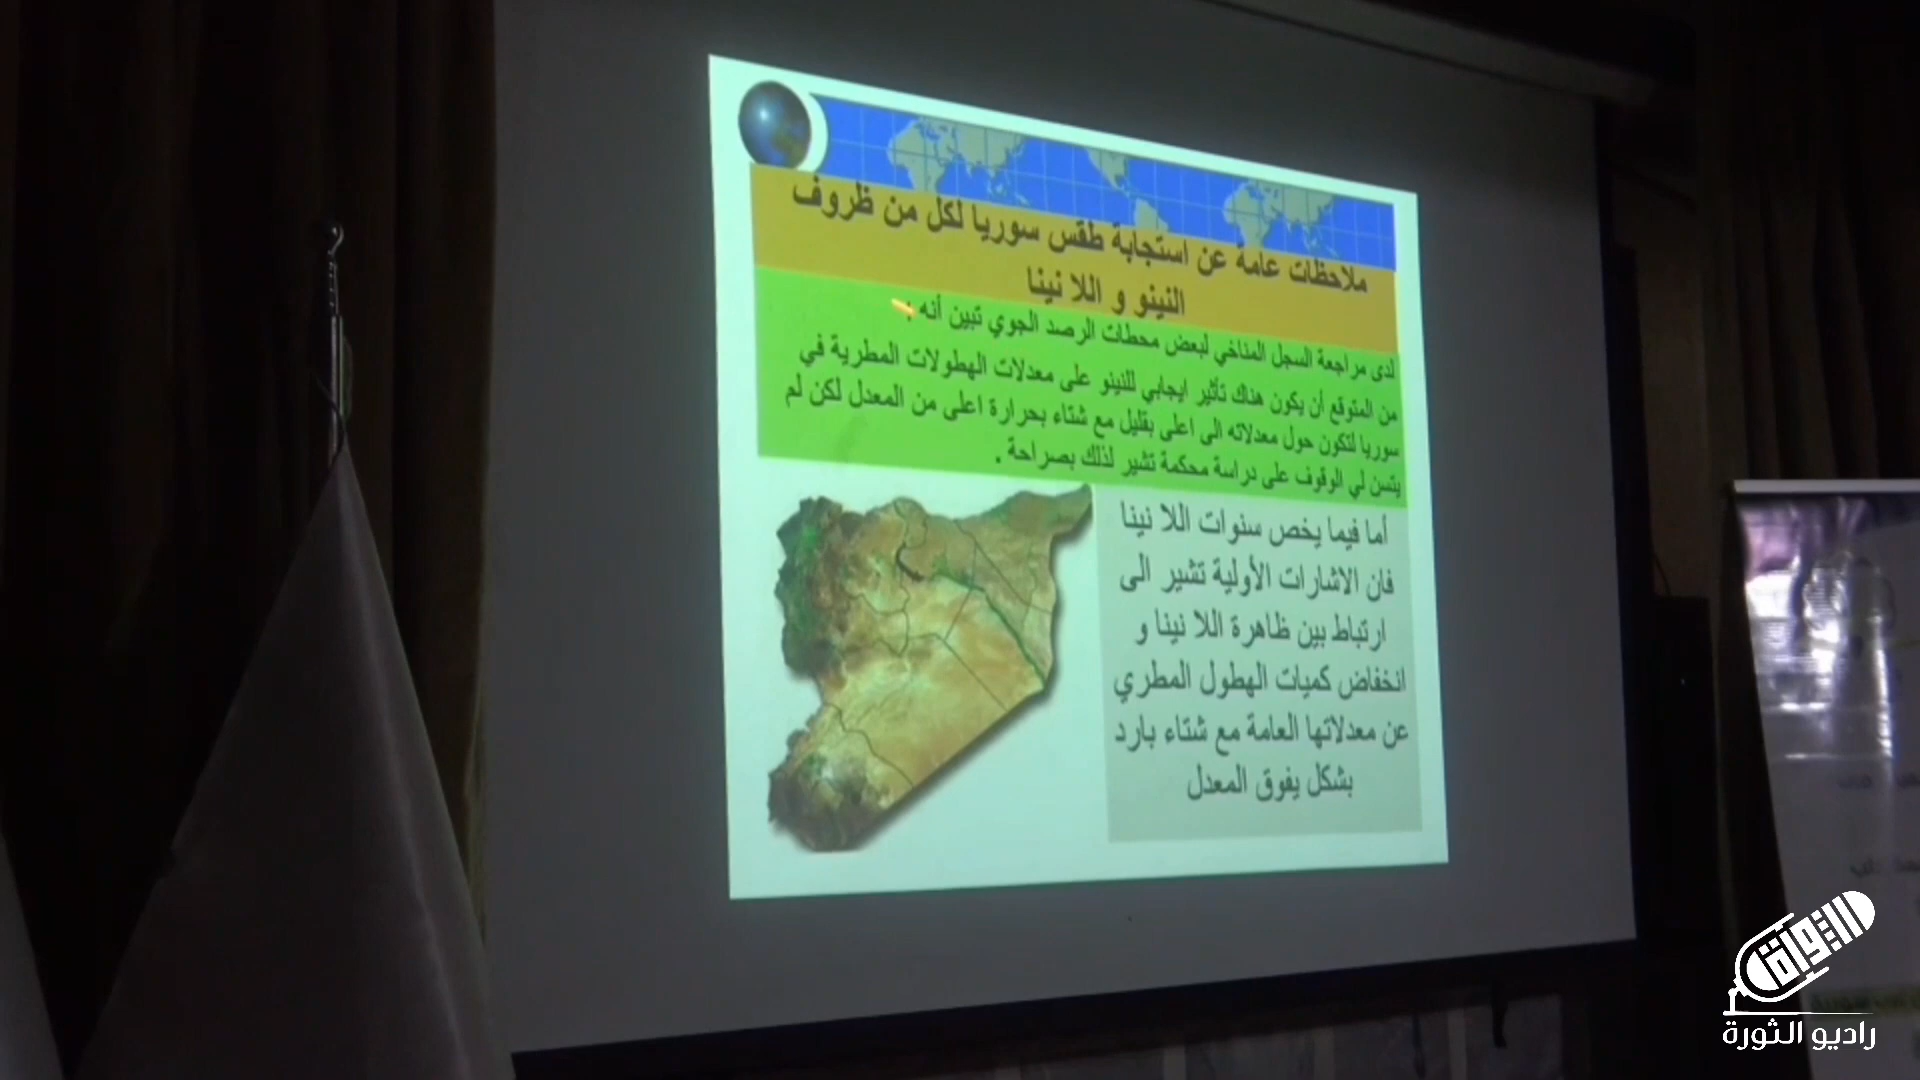 ملاحظات عامة عن استجابة طقس سوريا لكل من ظروف
النينو و اللا نينا
لدى مراجعة السجل المناخي لبعض محطات الرصد الجوي تبين أنه :
من المتوقع أن يكون هناك تأثير ايجابي للنينو على معدلات الهطولات المطرية في
سوريا لتكون حول معدلاته الى اعلى بقليل مع شتاء بحرارة اعلى من المعدل لكن لم
يتسن لي الوقوف على دراسة محكمة تشير لذلك بصراحة .
أما فيما يخص سنوات اللا نينا
فان الاشارات الأولية تشير الى
ارتباط بين ظاهرة اللا نينا و
انخفاض كميات الهطول المطري
عن معدلاتها العامة مع شتاء بارد
بشكل يفوق المعدل
الثورة
راديو الثورة